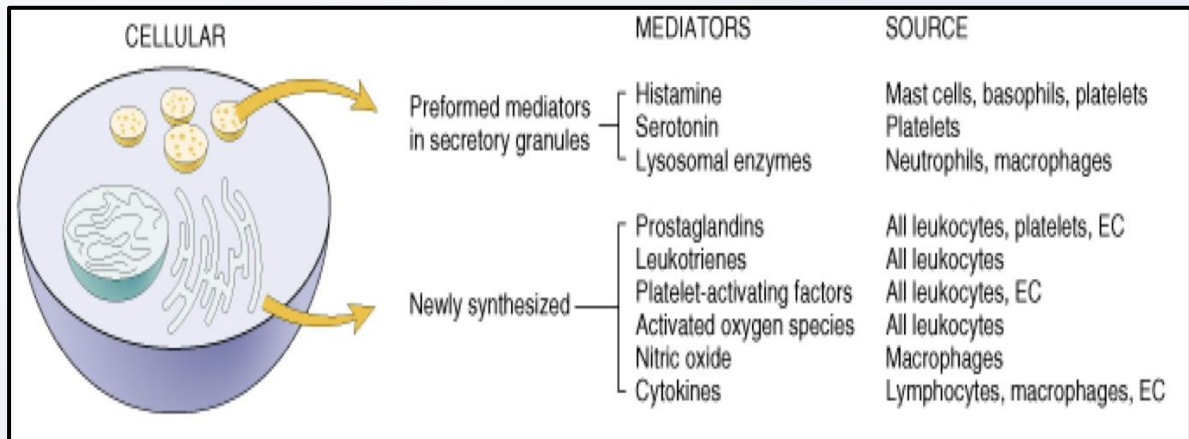 CELLULAR
MEDIATORS SOURCE
Preformed mediators
in secretory granules
Histamine Mast cells, basophils, platelets
Serotonin Platelets
Lysosomal enzymes Neutrophils, macrophages
Newly synthesized
Prostaglandins All leukocytes, platelets, EC
Leukotrienes All leukocytes
Platelet-activating factors All leukocytes, EC
Activated oxygen species All leukocytes
Nitric oxide Macrophages
Cytokines Lymphocytes, macrophages, EC